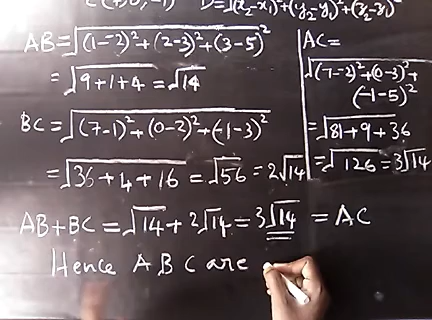 C(7,0,-1) D=√(x₂-x₁)²+(y₂-y₁)²+(z₂-z₁)²
AB=√(1--2)²+(2-3)²+(3-5)²
=√9+1+4=√14
BC=√(7-1)²+(0-2)²+(-1-3)²
=√36+4+16=√56=2√14
AC=
√(7--2)²+(0-3)²+
(-1-5)²
=√81+9+36
=√126=3√14
AB+BC=√14+2√14=3√14=AC
Hence A B C are